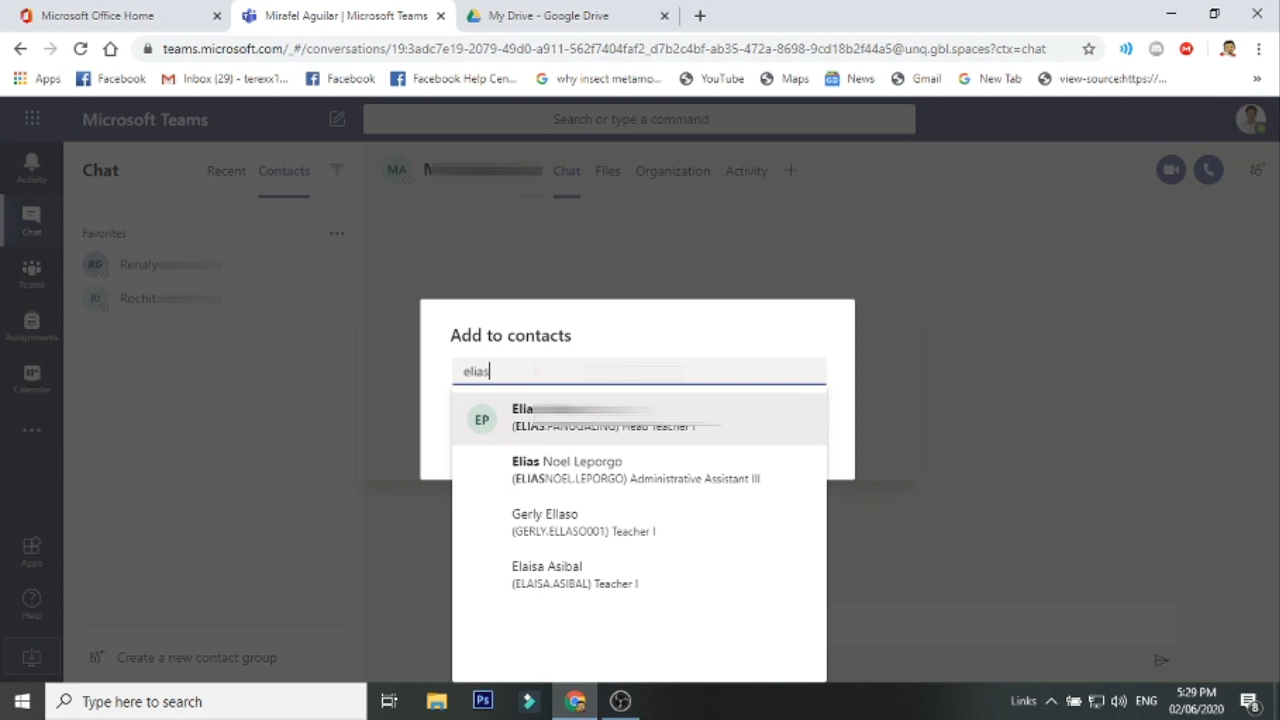 Microsoft Office Home
Mirafel Aguilar | Microsoft Teams
My Drive - Google Drive
teams.microsoft.com/_#/conversations/19:3adc7e19-2079-49d0-a911-562f7404faf2_d7b2c4bf-ab35-472a-8698-9cd18b2f44a5@unq.gbl.spaces?ctx=chat
Apps
Facebook
Inbox (29) - terexx1...
Facebook
Facebook Help Cen...
why insect metamo...
YouTube
Maps
News
Gmail
New Tab
view-source:https://...
»
Microsoft Teams
Search or type a command
Activity
Chat
Teams
Assignments
Calendar
Apps
Help
Chat
Recent
Contacts
Favorites
RG Renaly
RI Rochit
Create a new contact group
MA
Chat
Files
Organization
Activity
Add to contacts
elias
EP
Elia
(ELIAS.PANUGALING) Head Teacher I
Elias Noel Leporgo
(ELIASNOEL.LEPORGO) Administrative Assistant III
Gerly Ellaso
(GERLY.ELLASO001) Teacher I
Elaisa Asibal
(ELAISA.ASIBAL) Teacher I
Type here to search
Ps
Links
ENG
5:29 PM
02/06/2020
8